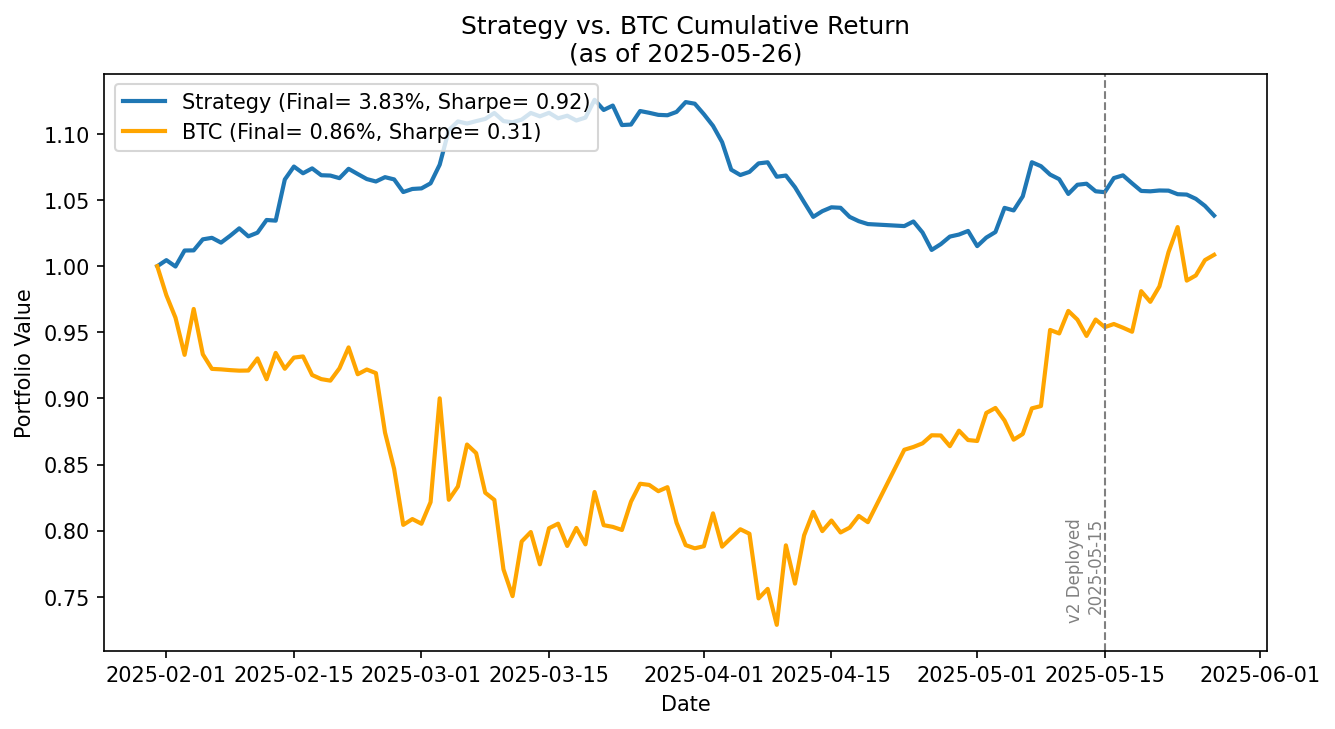 Strategy vs. BTC Cumulative Return
(as of 2025-05-26)
Strategy (Final= 3.83%, Sharpe= 0.92)
BTC (Final= 0.86%, Sharpe= 0.31)
Portfolio Value
1.10
1.05
1.00
0.95
0.90
0.85
0.80
0.75
v2 Deployed
2025-05-15
2025-02-01 2025-02-15 2025-03-01 2025-03-15 2025-04-01 2025-04-15 2025-05-01 2025-05-15 2025-06-01
Date